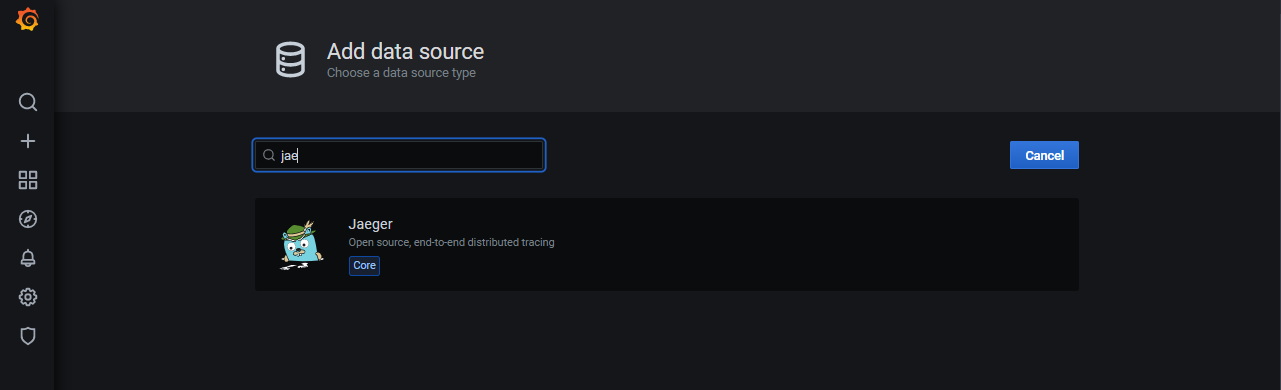 Add data source
Choose a data source type
jae
Cancel
Jaeger
Open source, end-to-end distributed tracing
Core